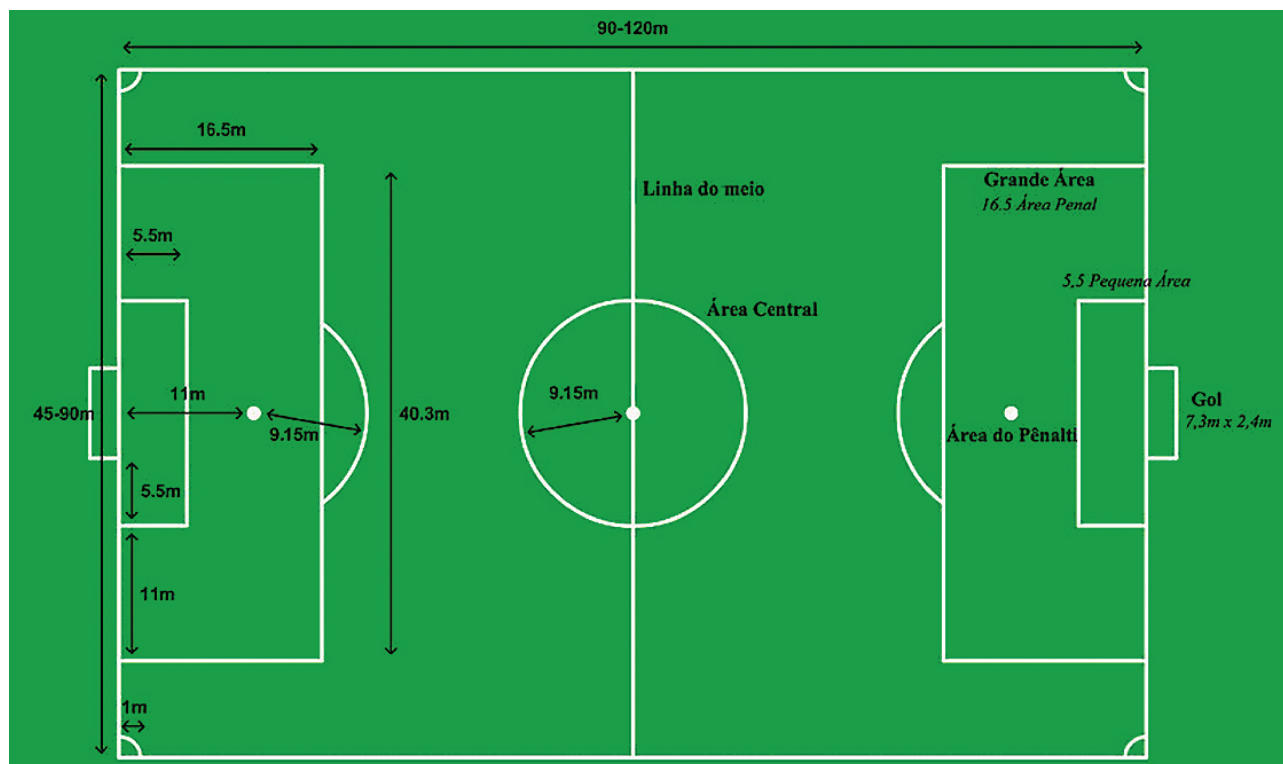 90-120m
16.5m
Linha do meio
Grande Área
16.5 Área Penal
5.5m
5,5 Pequena Área
Área Central
11m
9.15m
45-90m
9.15m
40.3m
Gol
7,3m x 2,4m
Área do Pênalti
5.5m
11m
1m